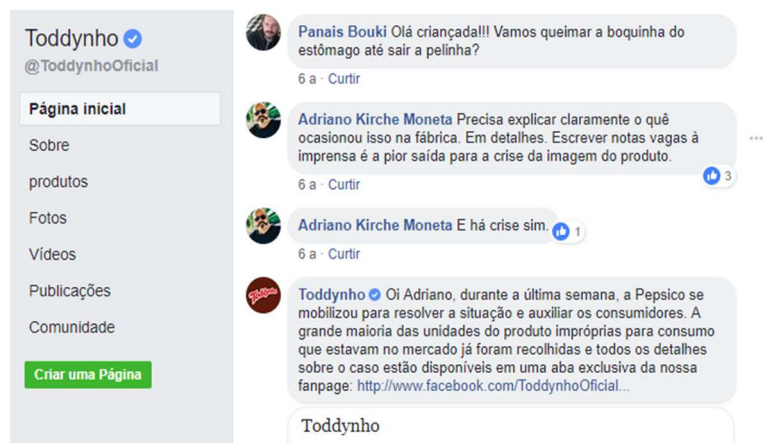 Toddynho
@ToddynhoOficial
Página inicial
Sobre
produtos
Fotos
Vídeos
Publicações
Comunidade
Criar uma Página
Panais Bouki Olá criançada!!! Vamos queimar a boquinha do
estômago até sair a pelinha?
6 a · Curtir
Adriano Kirche Moneta Precisa explicar claramente o quê
ocasionou isso na fábrica. Em detalhes. Escrever notas vagas à
imprensa é a pior saída para a crise da imagem do produto.
3
6 a · Curtir
Adriano Kirche Moneta E há crise sim.
1
6 a · Curtir
Toddynho
Toddynho Oi Adriano, durante a última semana, a Pepsico se
mobilizou para resolver a situação e auxiliar os consumidores. A
grande maioria das unidades do produto impróprias para consumo
que estavam no mercado já foram recolhidas e todos os detalhes
sobre o caso estão disponíveis em uma aba exclusiva da nossa
fanpage: http://www.facebook.com/ToddynhoOficial...
Toddynho